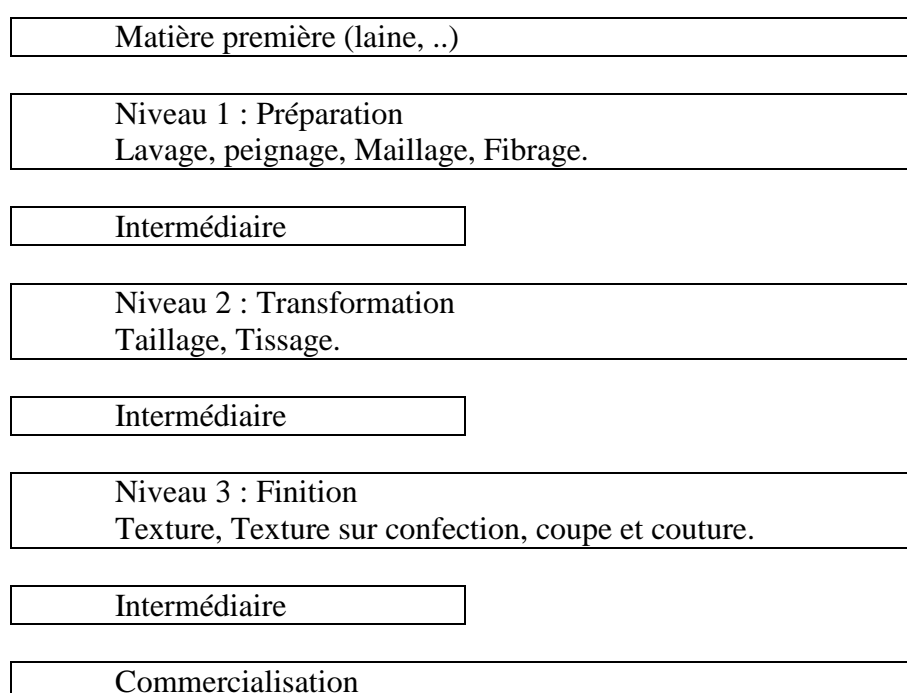 Matière première (laine, ..)
Niveau 1 : Préparation
Lavage, peignage, Maillage, Fibrage.
Intermédiaire
Niveau 2 : Transformation
Taillage, Tissage.
Intermédiaire
Niveau 3 : Finition
Texture, Texture sur confection, coupe et couture.
Intermédiaire
Commercialisation